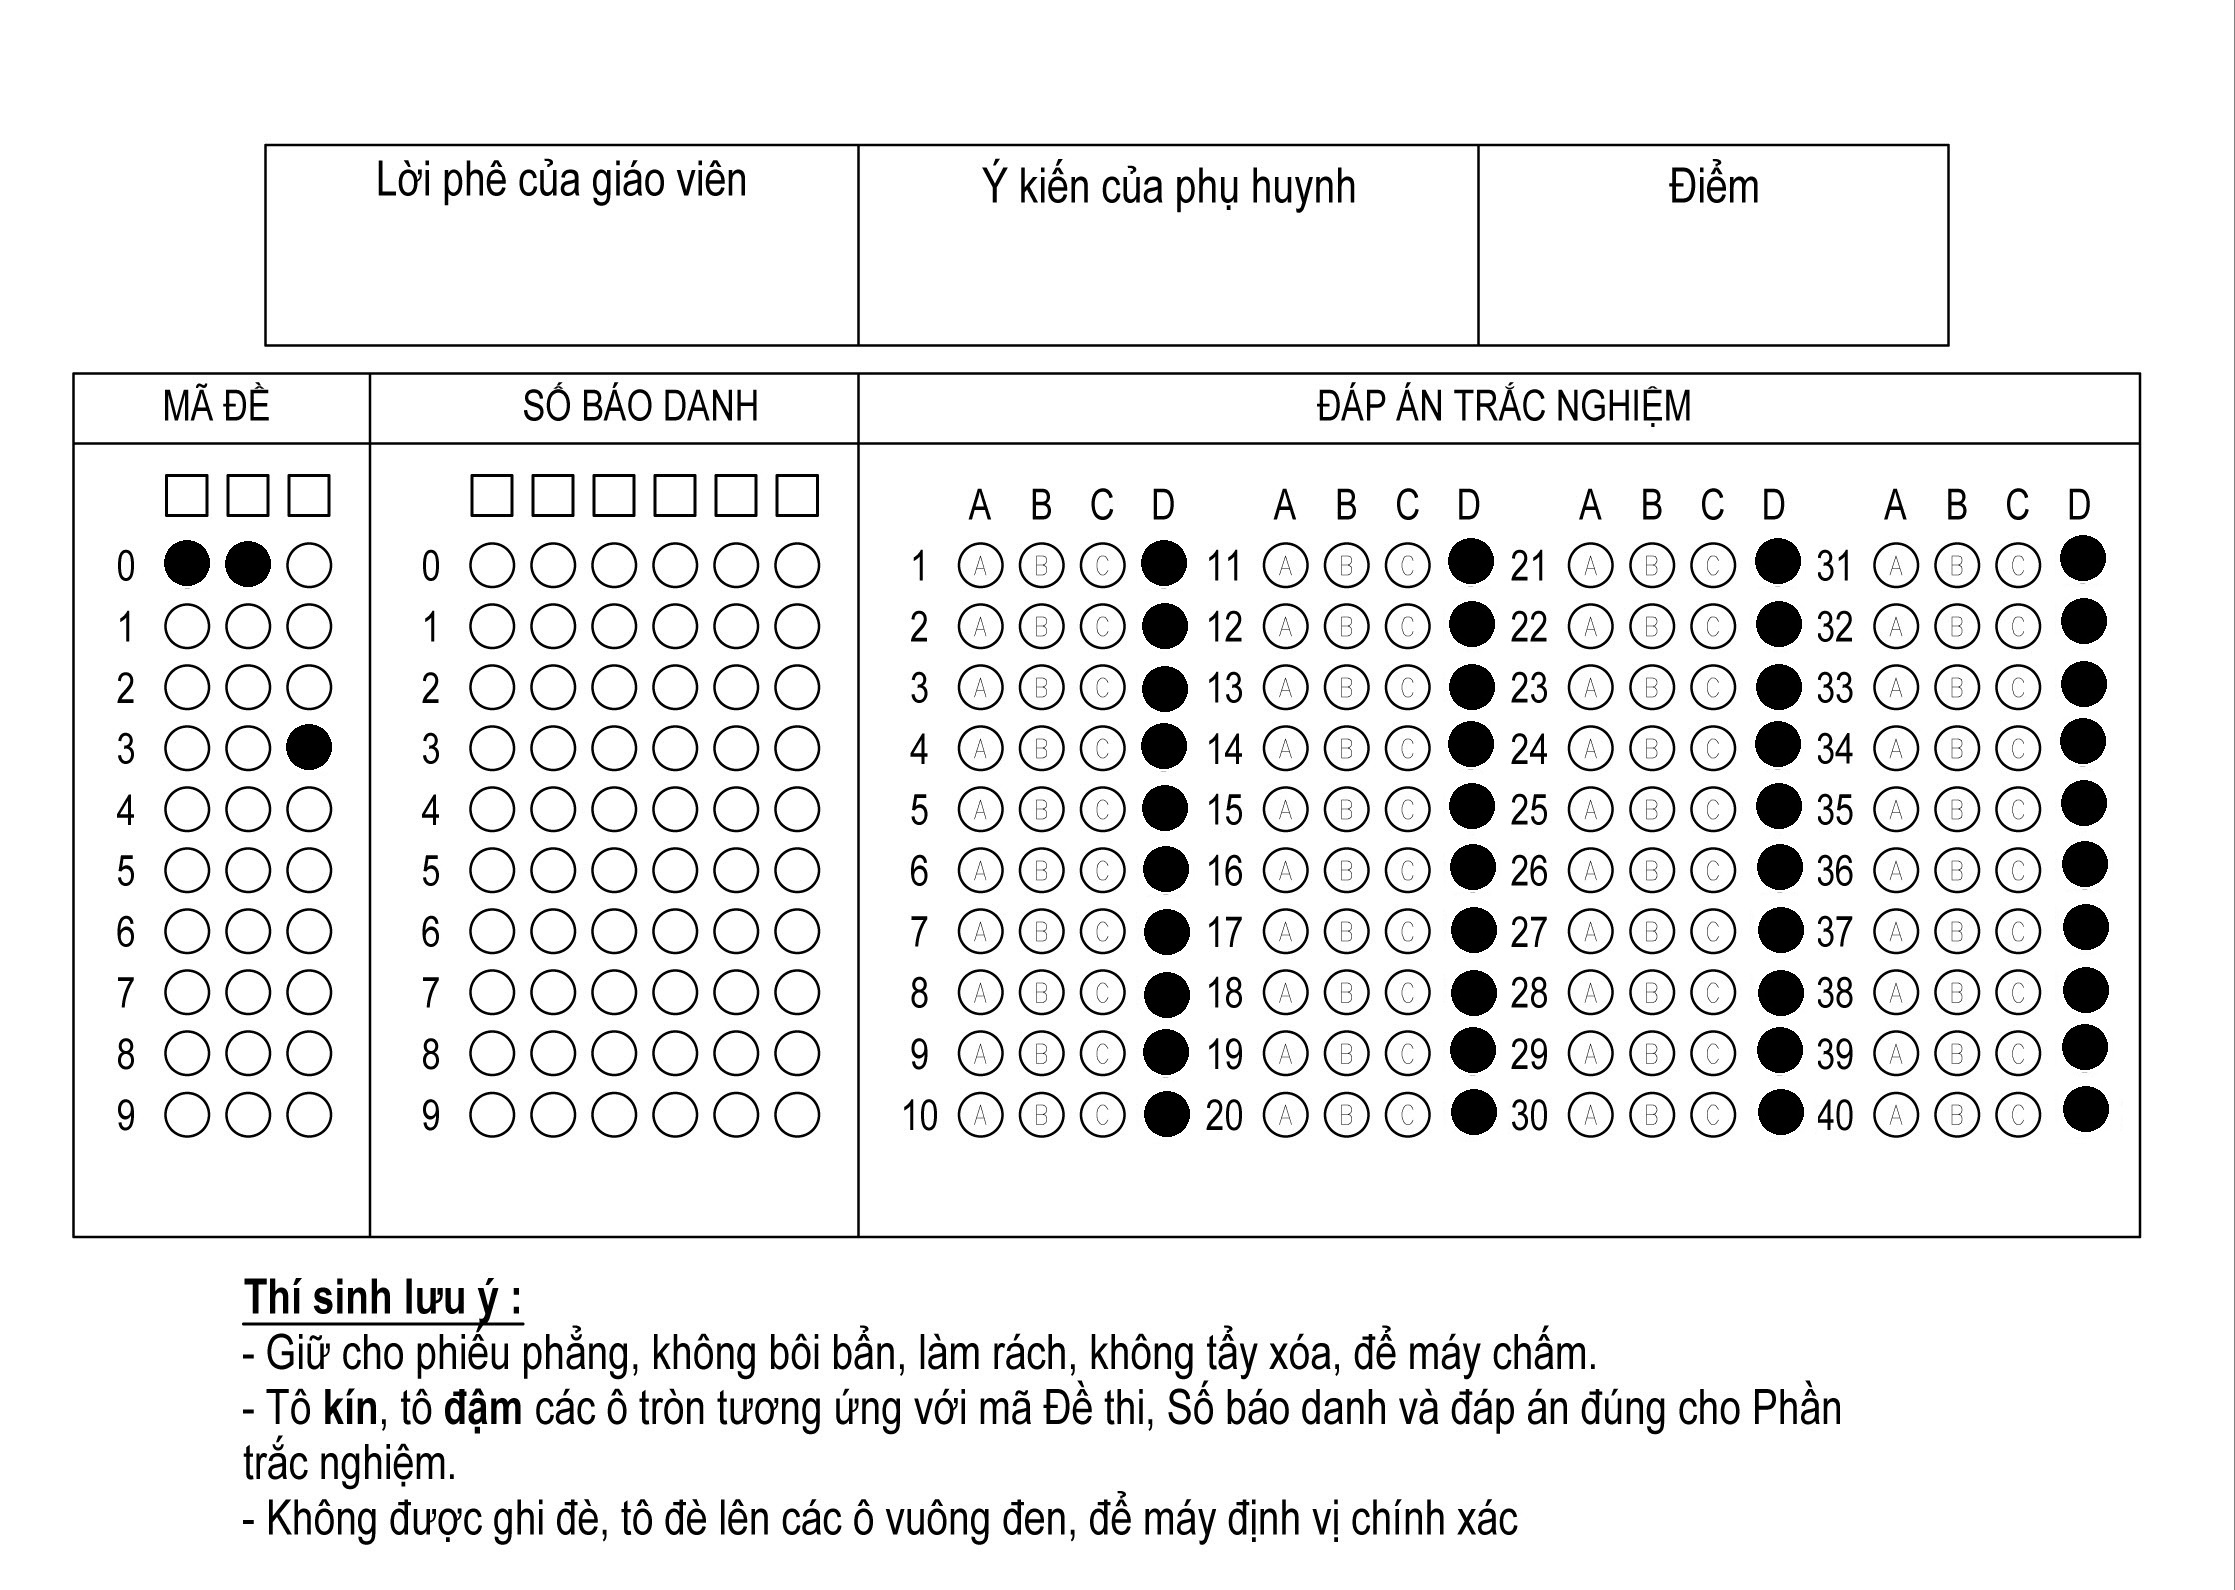 Lời phê của giáo viên Ý kiến của phụ huynh Điểm
MÃ ĐỀ SỐ BÁO DANH ĐÁP ÁN TRẮC NGHIỆM
A B C D A B C D A B C D A B C D
0 0 1 A B C 11 A B C 21 A B C 31 A B C
1 1 2 A B C 12 A B C 22 A B C 32 A B C
2 2 3 A B C 13 A B C 23 A B C 33 A B C
3 3 4 A B C 14 A B C 24 A B C 34 A B C
4 4 5 A B C 15 A B C 25 A B C 35 A B C
5 5 6 A B C 16 A B C 26 A B C 36 A B C
6 6 7 A B C 17 A B C 27 A B C 37 A B C
7 7 8 A B C 18 A B C 28 A B C 38 A B C
8 8 9 A B C 19 A B C 29 A B C 39 A B C
9 9 10 A B C 20 A B C 30 A B C 40 A B C
Thí sinh lưu ý :
- Giữ cho phiếu phẳng, không bôi bẩn, làm rách, không tẩy xóa, để máy chấm.
- Tô kín, tô đậm các ô tròn tương ứng với mã Đề thi, Số báo danh và đáp án đúng cho Phần
trắc nghiệm.
- Không được ghi đè, tô đè lên các ô vuông đen, để máy định vị chính xác